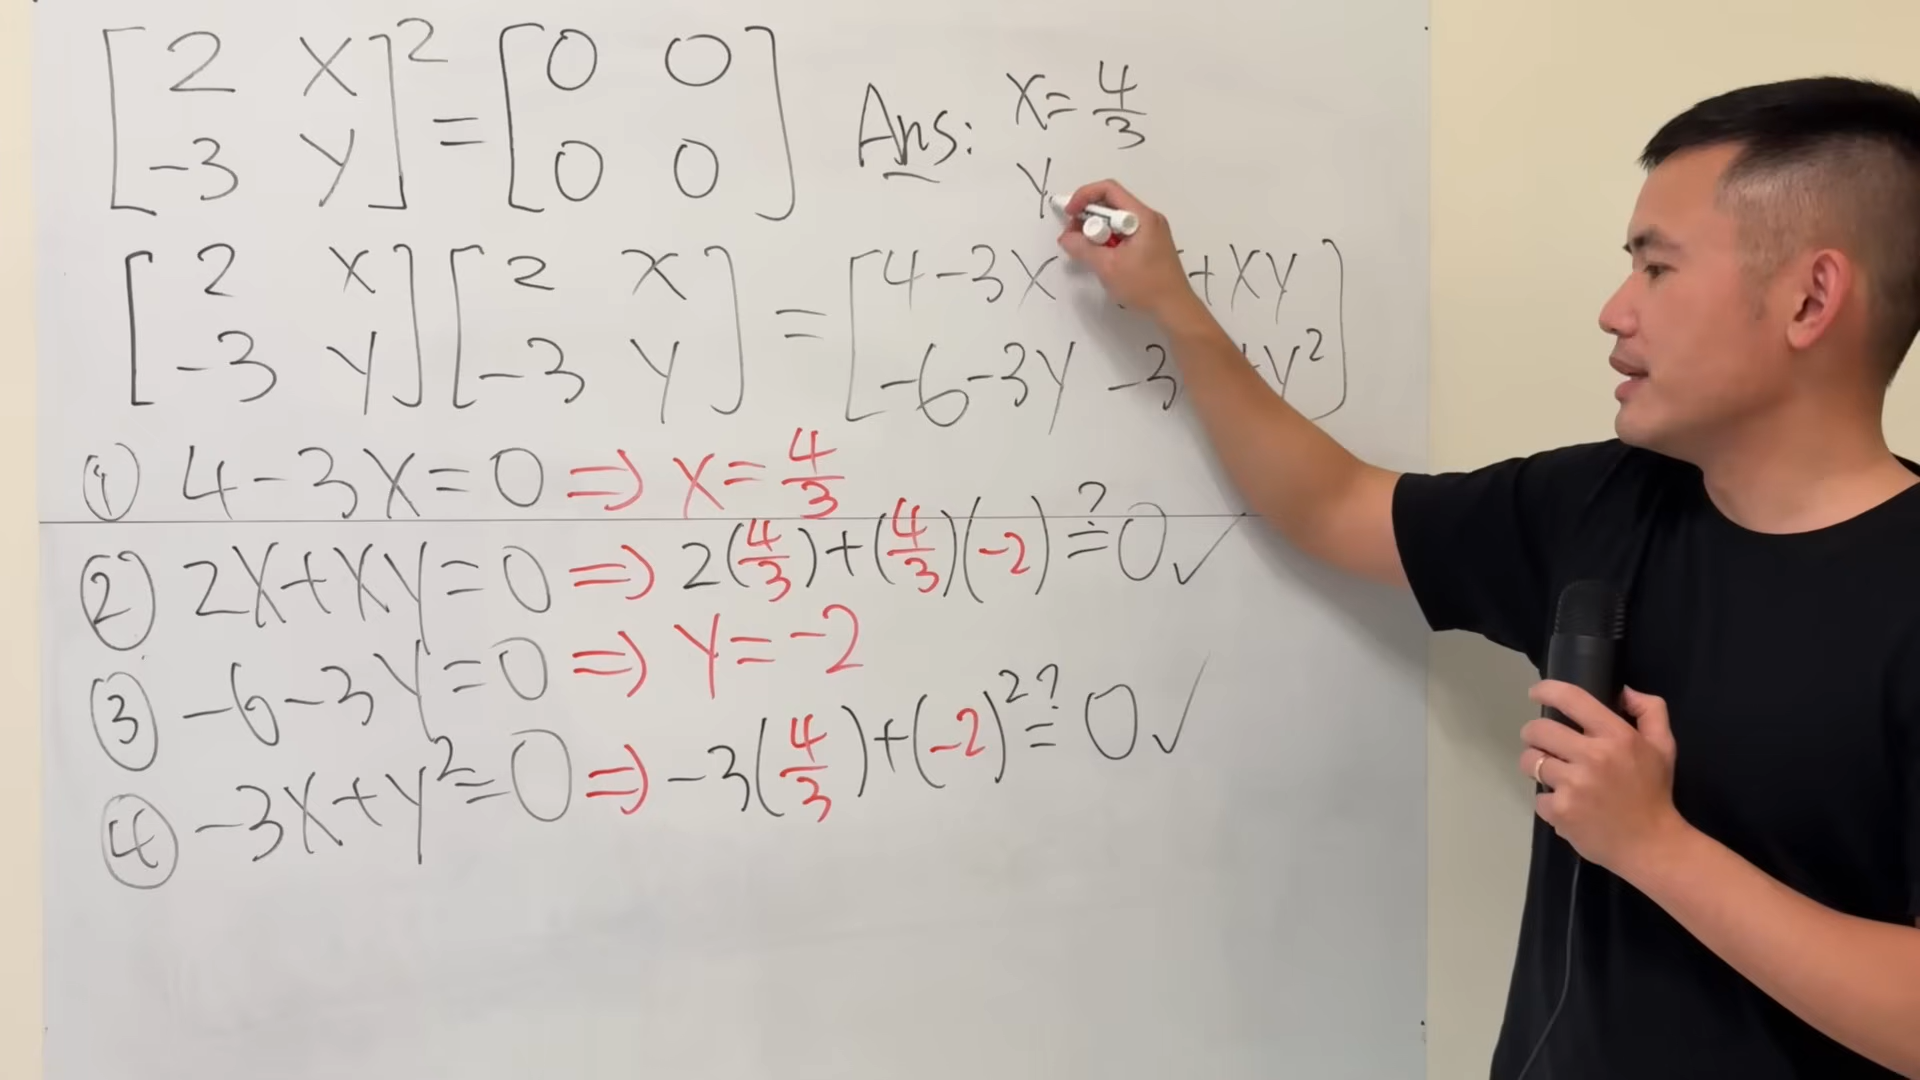 [2 x; -3 y]² = [0 0; 0 0]
Ans: x = 4/3
y
[2 x; -3 y] [2 x; -3 y] = [4-3x +xy; -6-3y -3 +y²]
① 4-3x=0 ⇒ x=4/3
② 2x+xy=0 ⇒ 2(4/3)+(4/3)(-2) ≟ 0 ✓
③ -6-3y=0 ⇒ y=-2
④ -3x+y²=0 ⇒ -3(4/3)+(-2)² ≟ 0 ✓